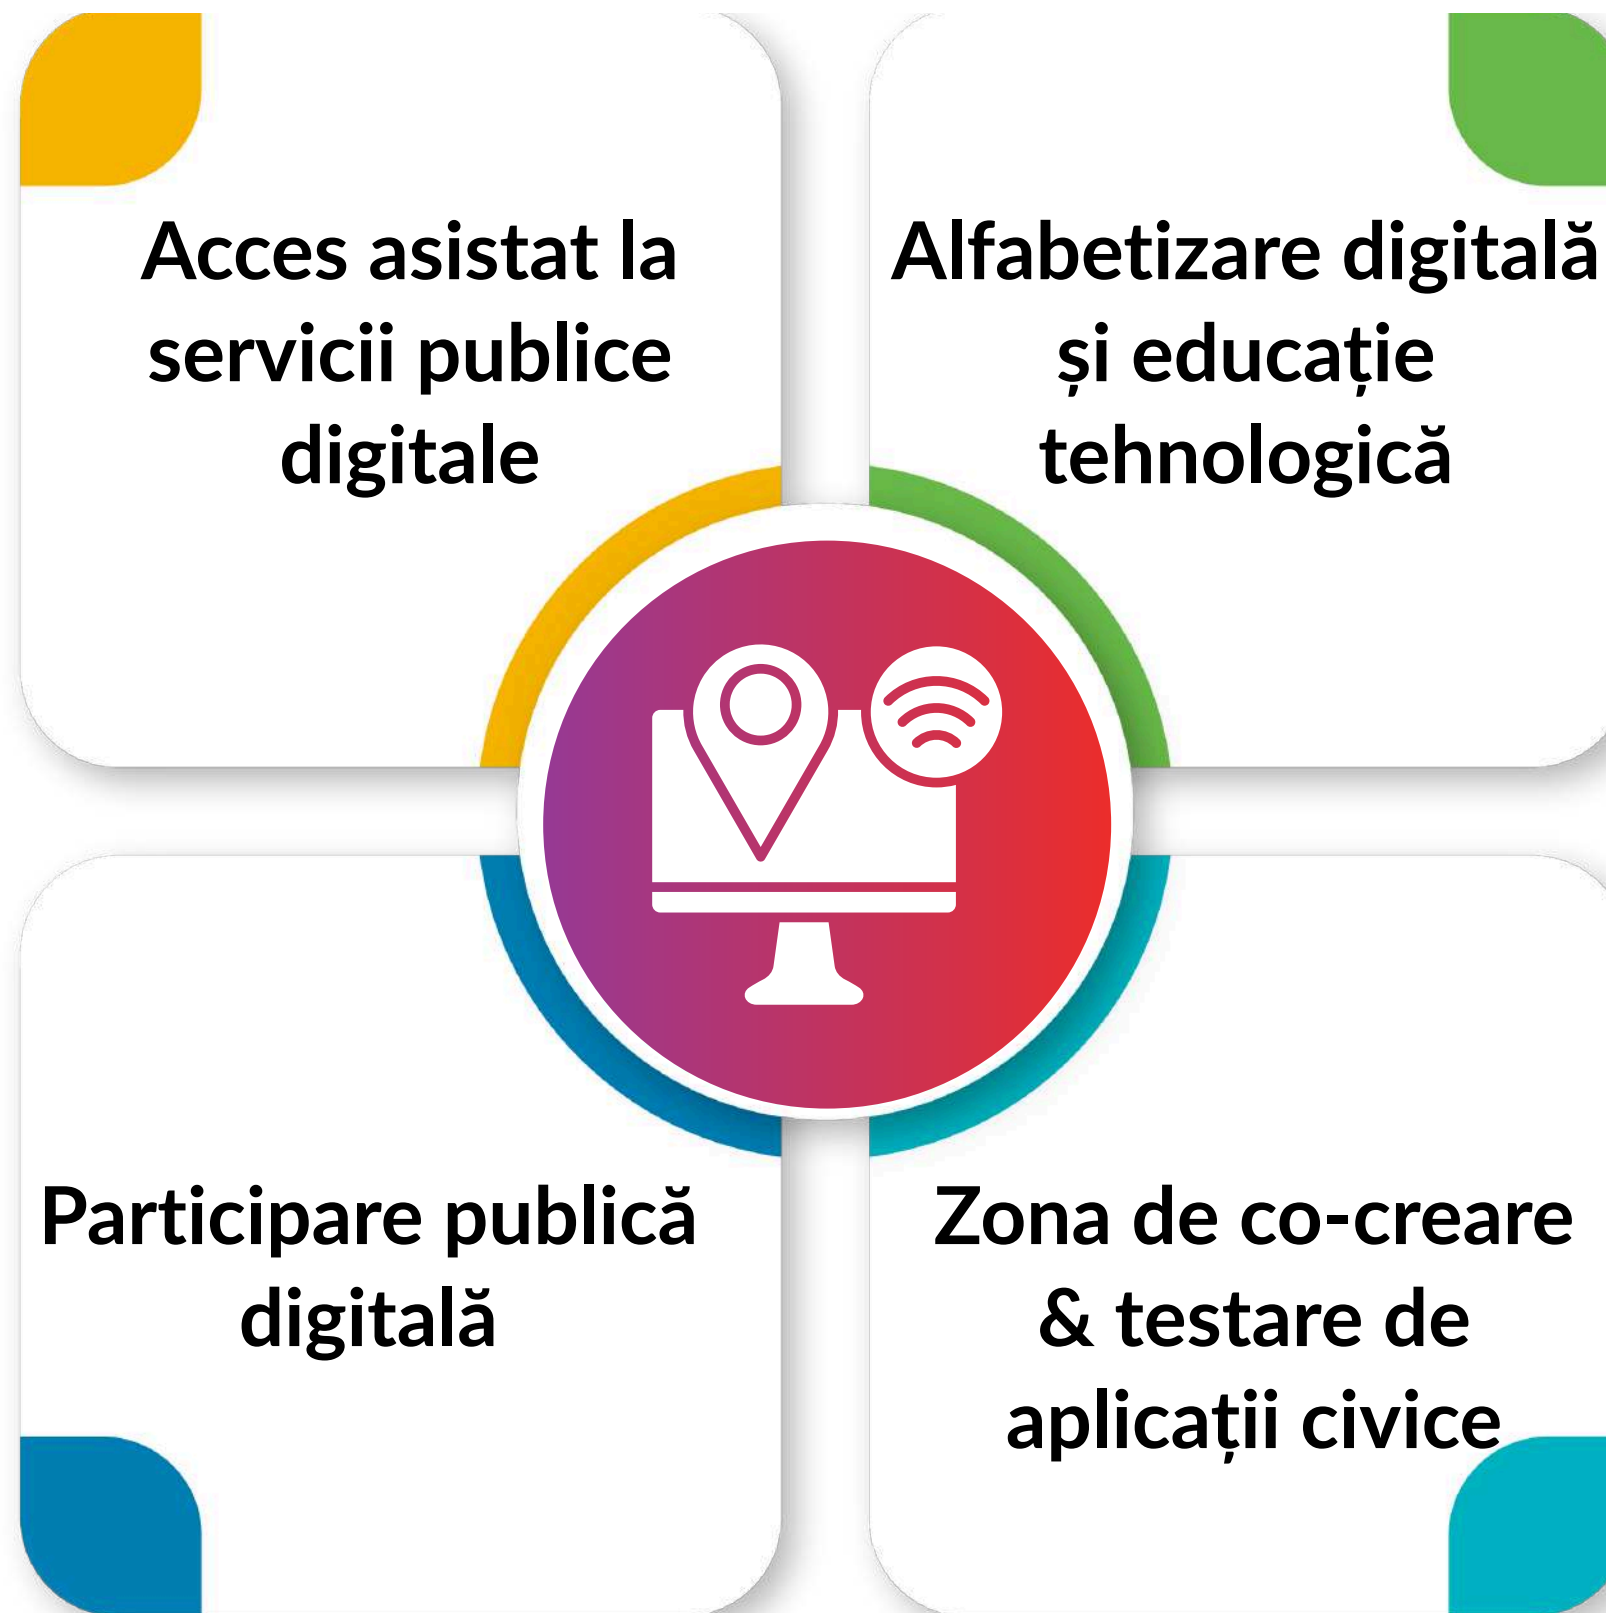 Acces asistat la
servicii publice
digitale
Alfabetizare digitală
și educație
tehnologică
Participare publică
digitală
Zona de co-creare
& testare de
aplicații civice